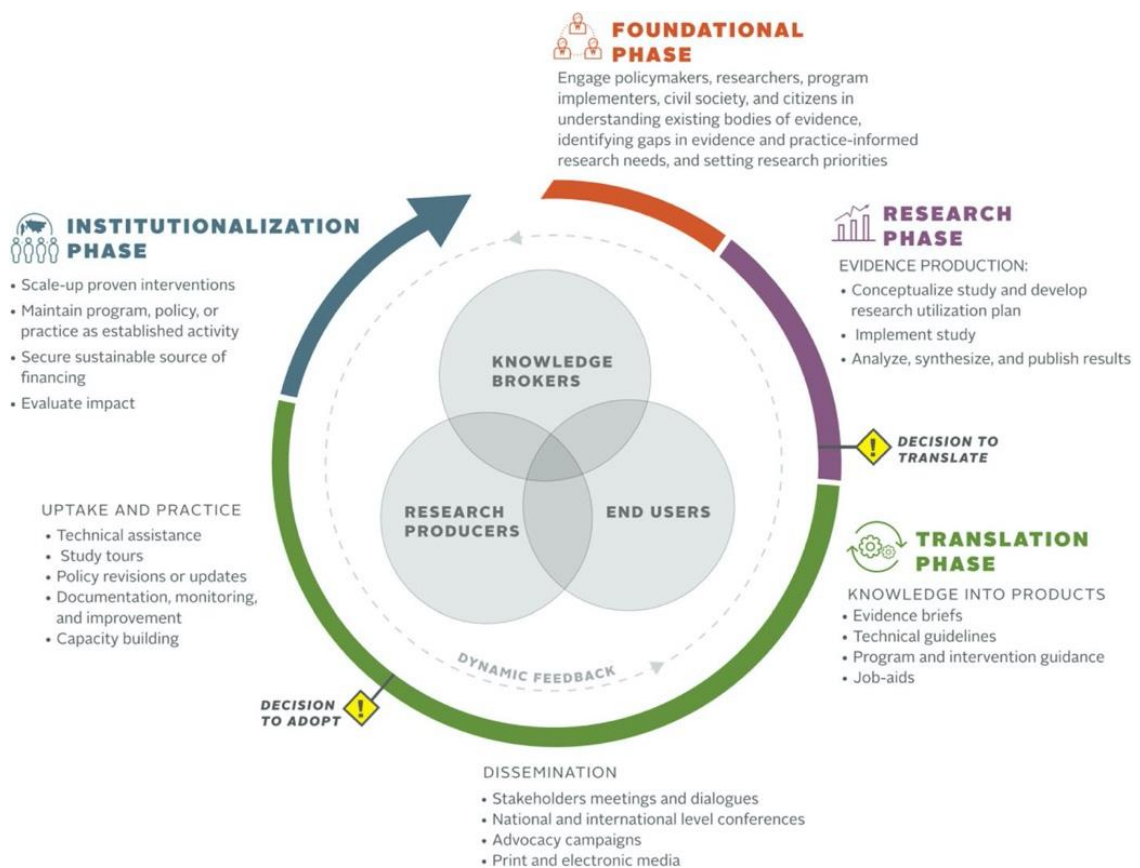 FOUNDATIONAL
PHASE
Engage policymakers, researchers, program
implementers, civil society, and citizens in
understanding existing bodies of evidence,
identifying gaps in evidence and practice-informed
research needs, and setting research priorities
RESEARCH
PHASE
EVIDENCE PRODUCTION:
• Conceptualize study and develop
research utilization plan
• Implement study
• Analyze, synthesize, and publish results
DECISION TO
TRANSLATE
TRANSLATION
PHASE
KNOWLEDGE INTO PRODUCTS
• Evidence briefs
• Technical guidelines
• Program and intervention guidance
• Job-aids
DISSEMINATION
• Stakeholders meetings and dialogues
• National and international level conferences
• Advocacy campaigns
• Print and electronic media
DECISION
TO ADOPT
UPTAKE AND PRACTICE
• Technical assistance
• Study tours
• Policy revisions or updates
• Documentation, monitoring,
and improvement
• Capacity building
INSTITUTIONALIZATION
PHASE
• Scale-up proven interventions
• Maintain program, policy, or
practice as established activity
• Secure sustainable source of
financing
• Evaluate impact
KNOWLEDGE
BROKERS
RESEARCH
PRODUCERS
END USERS
DYNAMIC FEEDBACK
!
!